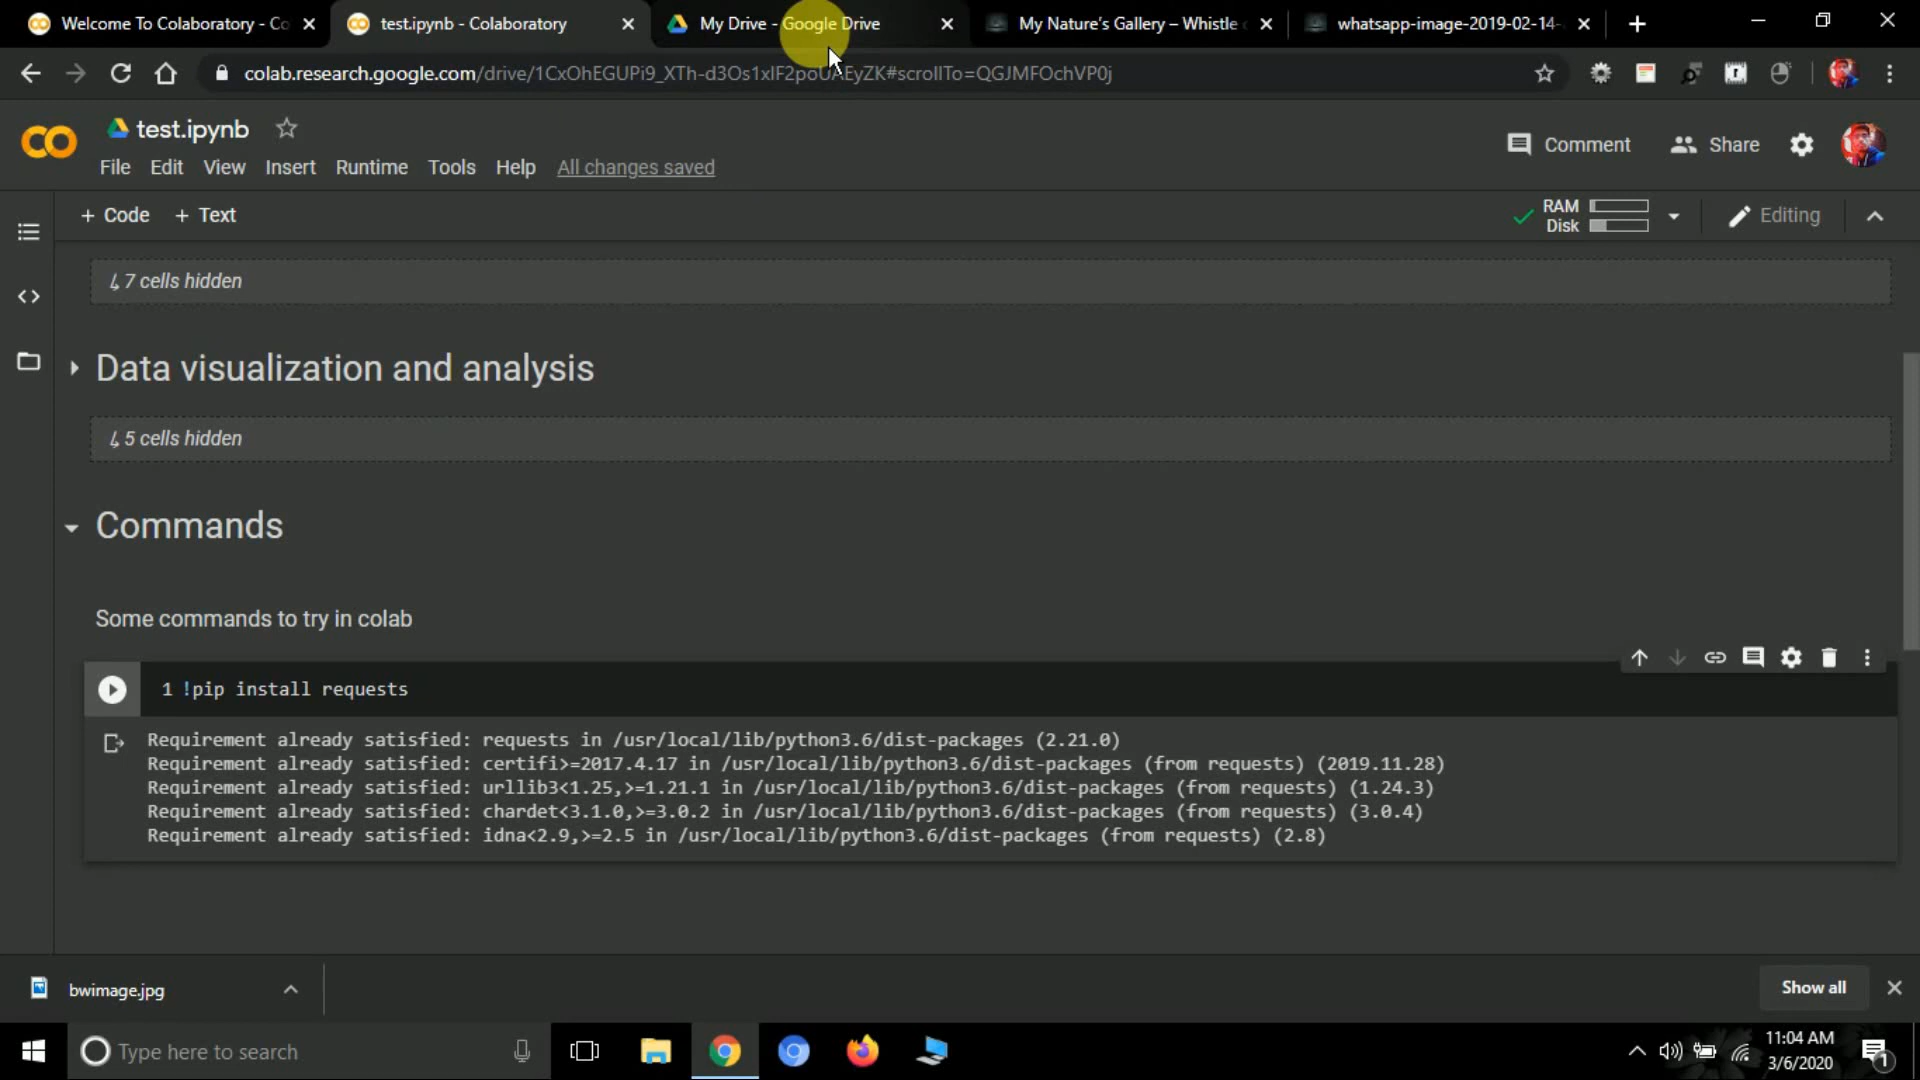 Welcome To Colaboratory - Co
test.ipynb - Colaboratory
My Drive - Google Drive
My Nature's Gallery – Whistle
whatsapp-image-2019-02-14-
colab.research.google.com/drive/1CxOhEGUPi9_XTh-d3Os1xIF2poUAEyZK#scrollTo=QGJMFOchVP0j
test.ipynb
Comment
Share
File Edit View Insert Runtime Tools Help All changes saved
+ Code + Text
RAM
Disk
Editing
7 cells hidden
Data visualization and analysis
5 cells hidden
Commands
Some commands to try in colab
1 !pip install requests
Requirement already satisfied: requests in /usr/local/lib/python3.6/dist-packages (2.21.0)
Requirement already satisfied: certifi>=2017.4.17 in /usr/local/lib/python3.6/dist-packages (from requests) (2019.11.28)
Requirement already satisfied: urllib3<1.25,>=1.21.1 in /usr/local/lib/python3.6/dist-packages (from requests) (1.24.3)
Requirement already satisfied: chardet<3.1.0,>=3.0.2 in /usr/local/lib/python3.6/dist-packages (from requests) (3.0.4)
Requirement already satisfied: idna<2.9,>=2.5 in /usr/local/lib/python3.6/dist-packages (from requests) (2.8)
bwimage.jpg
Show all
Type here to search
11:04 AM
3/6/2020
1